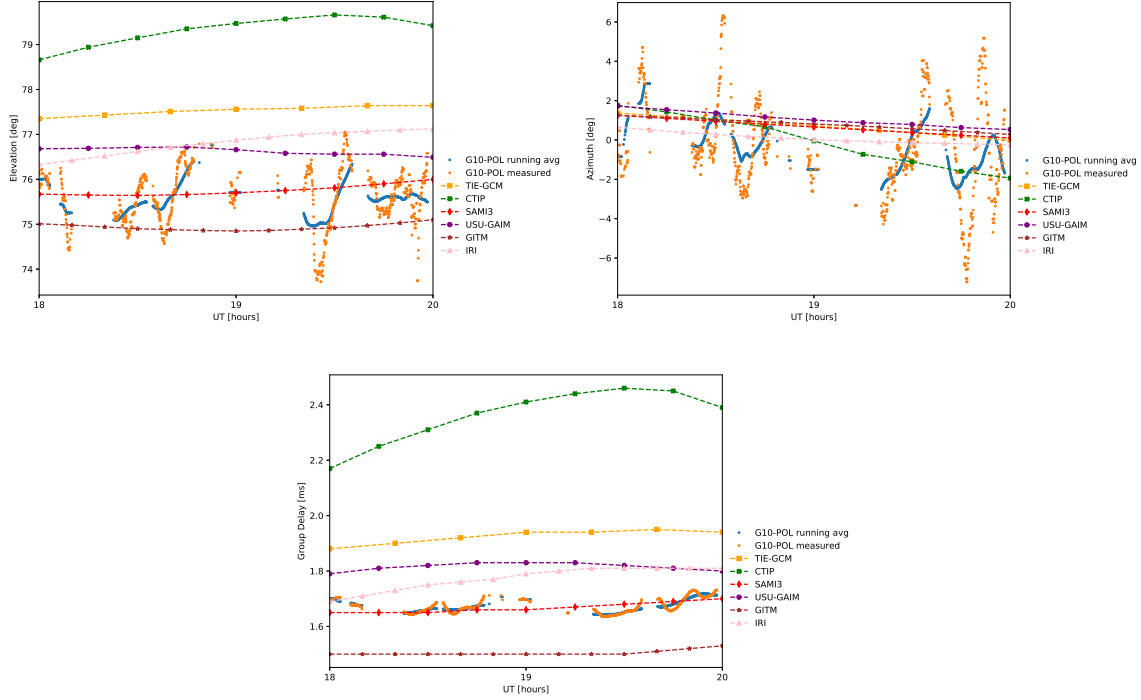 79
78
77
76
75
74
Elevation [deg]
18
19
20
UT [hours]
G10-POL running avg
G10-POL measured
TIE-GCM
CTIP
SAMI3
USU-GAIM
GITM
IRI
6
4
2
0
−2
−4
−6
Azimuth [deg]
18
19
20
UT [hours]
G10-POL running avg
G10-POL measured
TIE-GCM
CTIP
SAMI3
USU-GAIM
GITM
IRI
2.4
2.2
2.0
1.8
1.6
Group Delay [ms]
18
19
20
UT [hours]
G10-POL running avg
G10-POL measured
TIE-GCM
CTIP
SAMI3
USU-GAIM
GITM
IRI